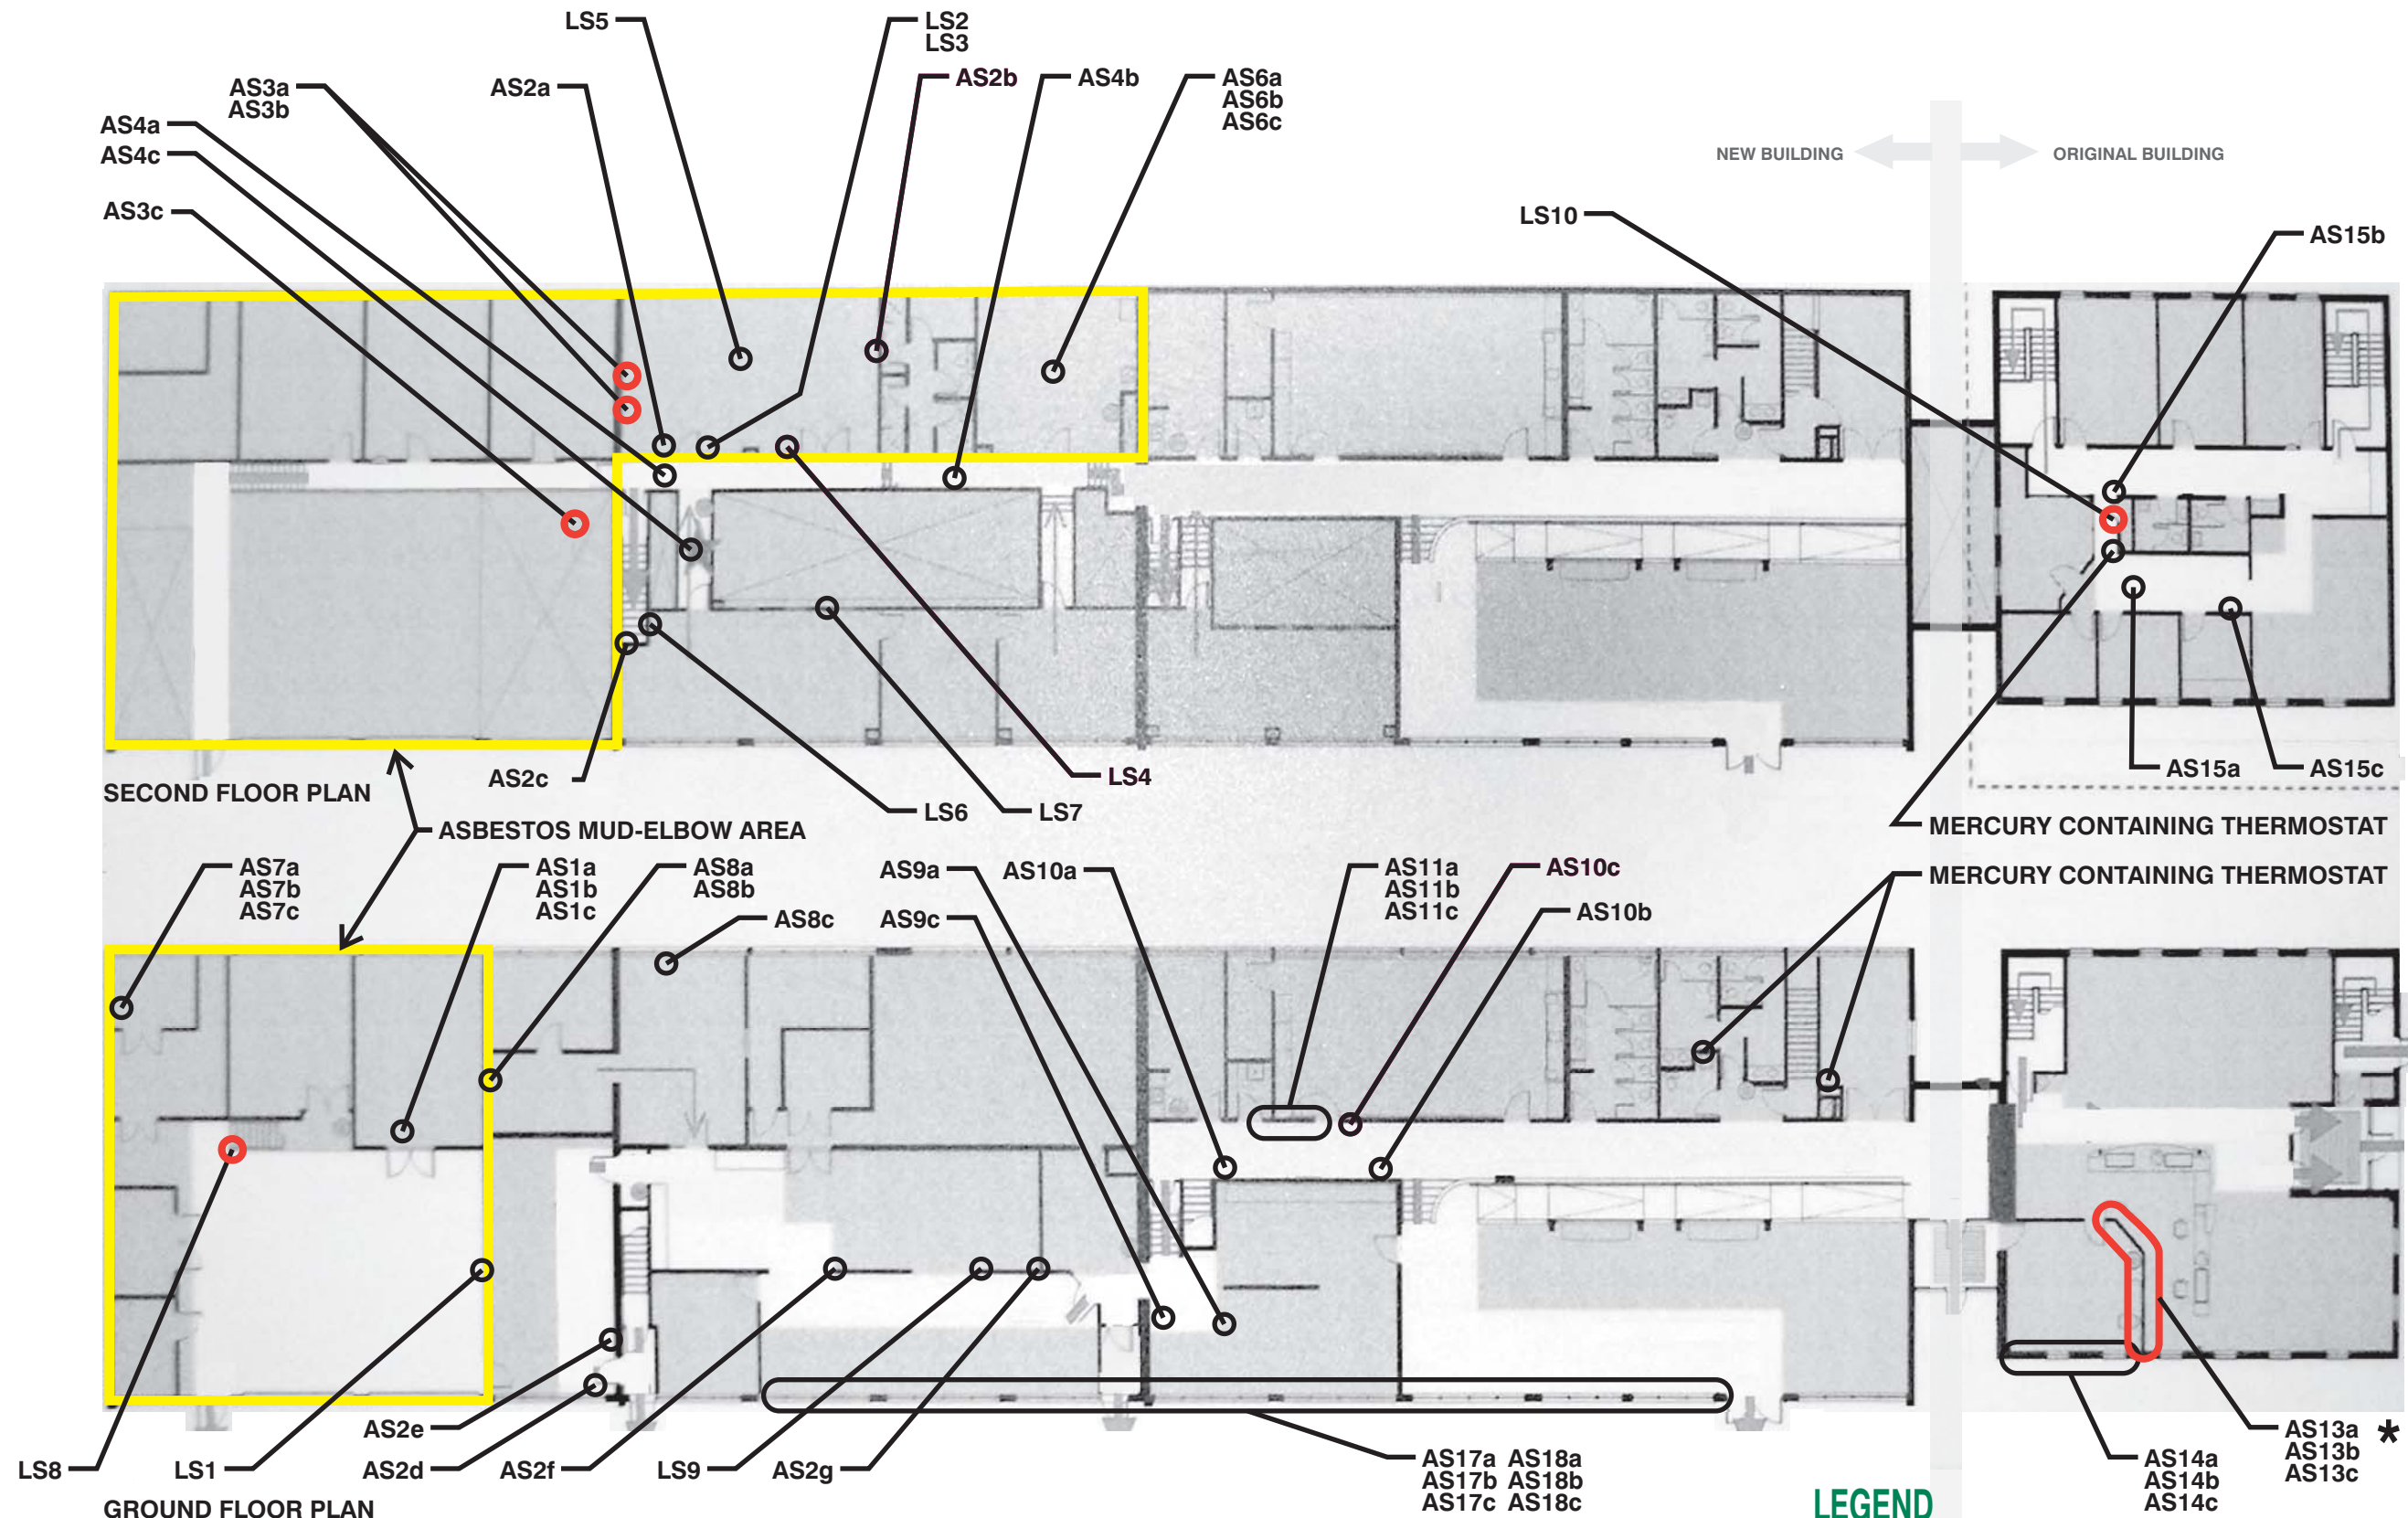 LS5
LS2
LS3
AS3a
AS3b
AS2a
AS2b
AS4b
AS6a
AS6b
AS6c
AS4a
AS4c
AS3c
NEW BUILDING
ORIGINAL BUILDING
LS10
AS15b
AS2c
LS4
AS15a
AS15c
SECOND FLOOR PLAN
LS6
LS7
ASBESTOS MUD-ELBOW AREA
MERCURY CONTAINING THERMOSTAT
AS7a
AS7b
AS7c
AS1a
AS1b
AS1c
AS8a
AS8b
AS8c
AS9a
AS9c
AS10a
AS11a
AS11b
AS11c
AS10c
AS10b
MERCURY CONTAINING THERMOSTAT
AS2e
LS8
LS1
AS2d
AS2f
LS9
AS2g
AS17a AS18a
AS17b AS18b
AS17c AS18c
AS14a
AS14b
AS14c
AS13a *
AS13b
AS13c
GROUND FLOOR PLAN
LEGEND